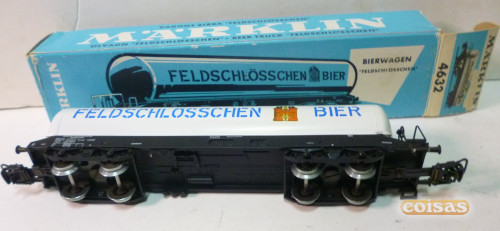 MÄRKLIN
FELDSCHLÖSSCHEN BIER
BIERWAGEN
"FELDSCHLÖSSCHEN"
4632
MÄRKLIN
FELDSCHLÖSSCHEN BIER
coisas